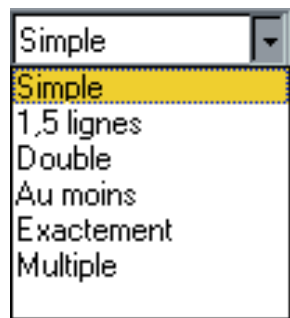 Simple
Simple
1,5 lignes
Double
Au moins
Exactement
Multiple